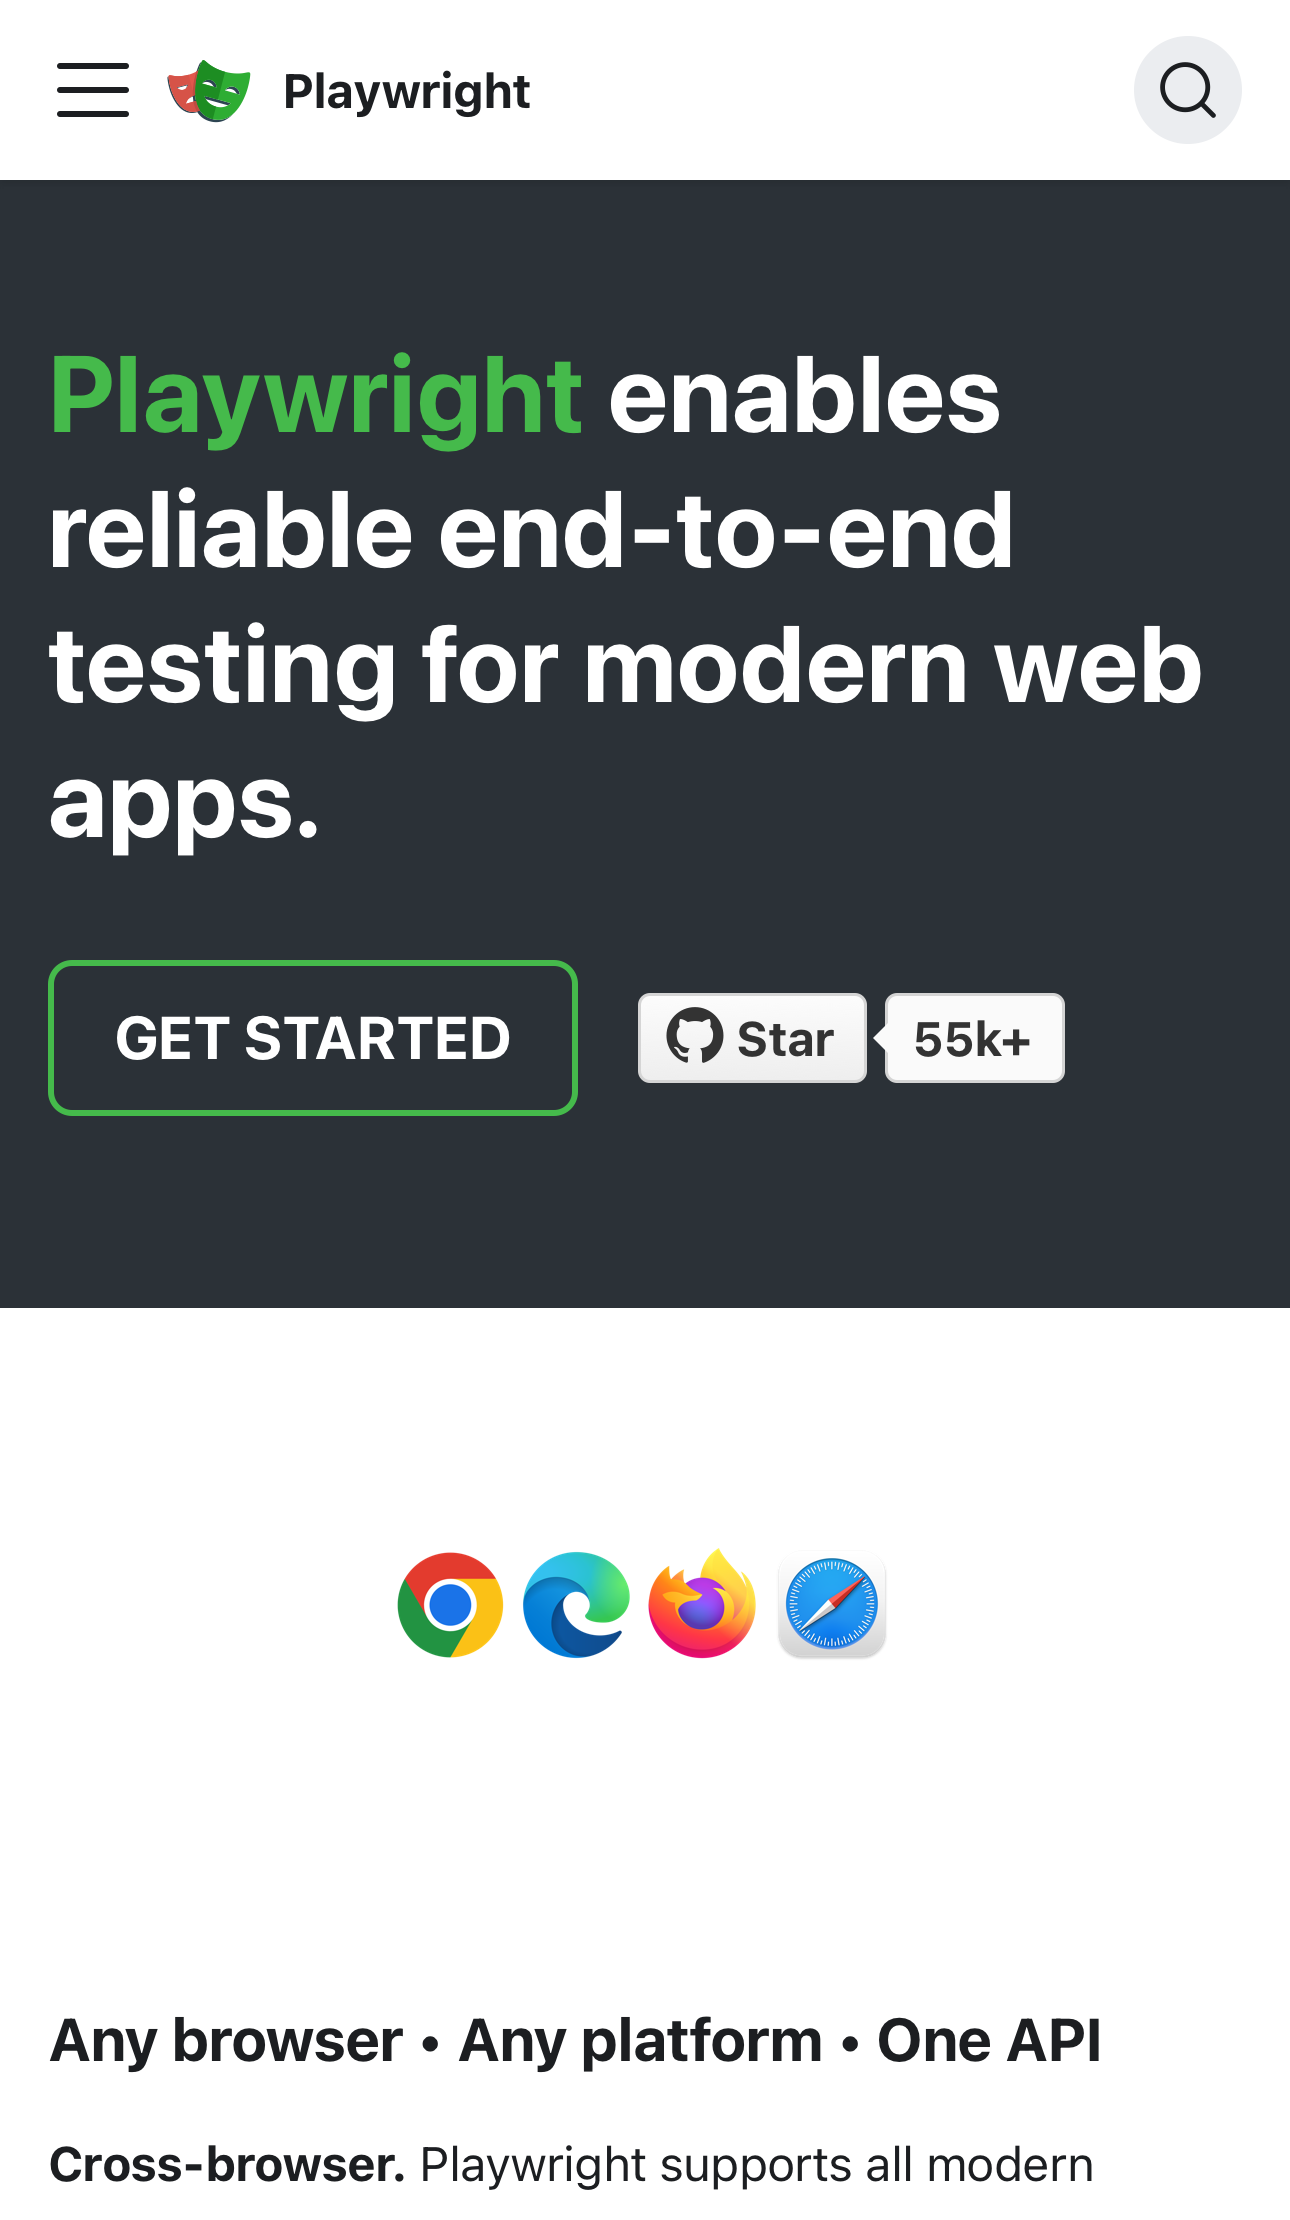 Playwright
Playwright enables
reliable end-to-end
testing for modern web
apps.
GET STARTED
Star
55k+
Any browser • Any platform • One API
Cross-browser. Playwright supports all modern